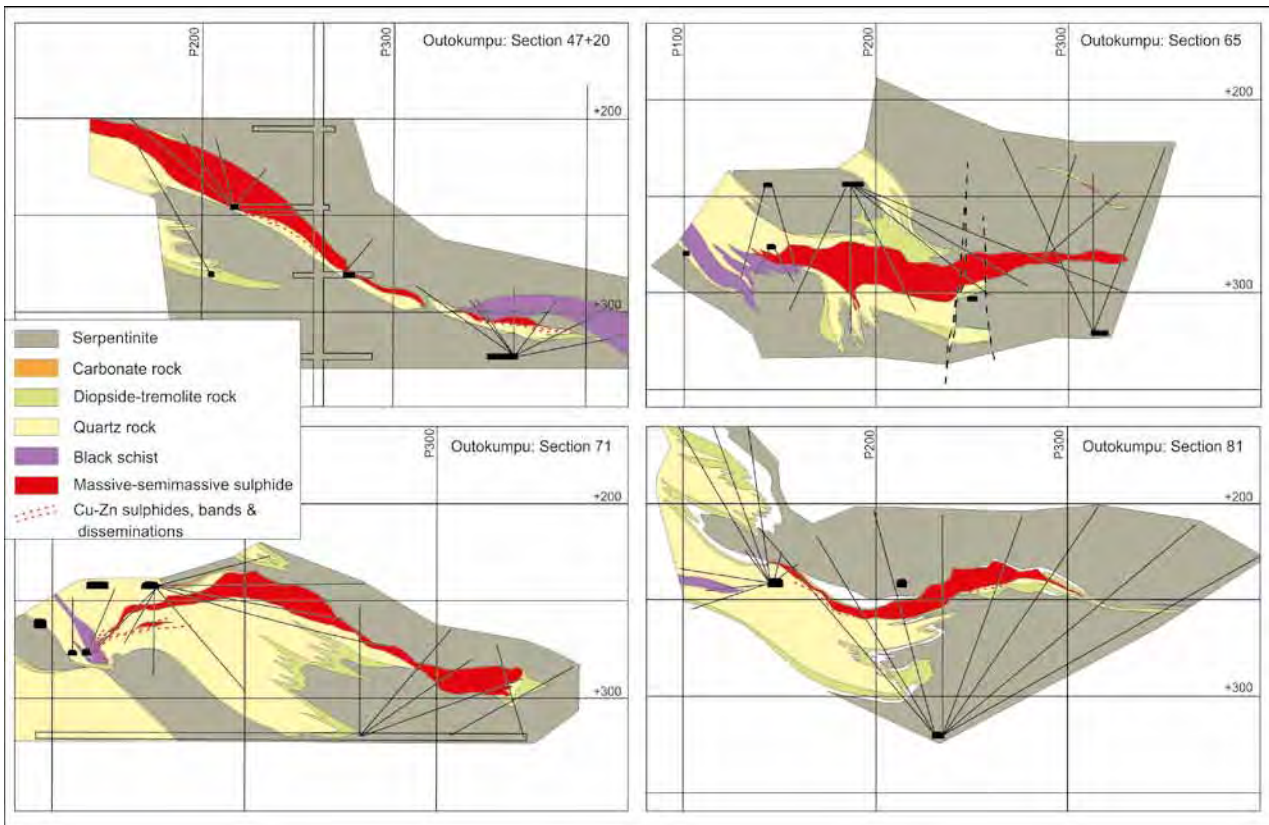 P200
P300
Outokumpu: Section 47+20
+200
+300
P100
P200
P300
Outokumpu: Section 65
+200
+300
Serpentinite
Carbonate rock
Diopside-tremolite rock
Quartz rock
Black schist
Massive-semimassive sulphide
Cu-Zn sulphides, bands &
disseminations
P300
Outokumpu: Section 71
+200
+300
P200
P300
Outokumpu: Section 81
+200
+300